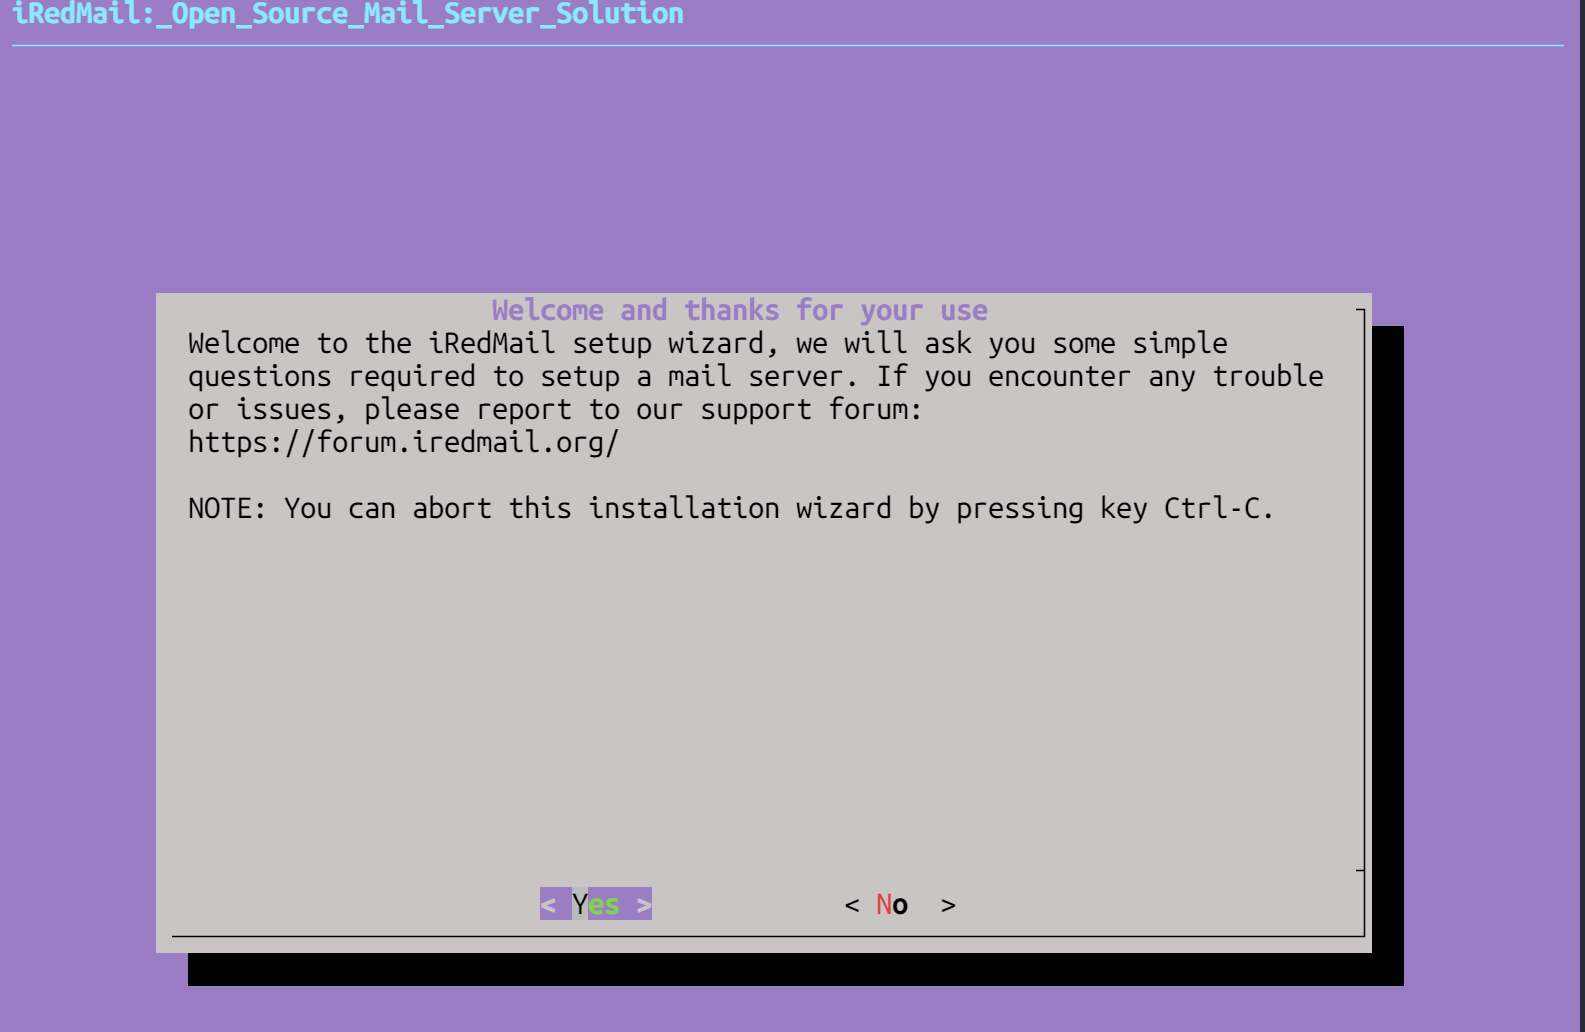 iRedMail:_Open_Source_Mail_Server_Solution
Welcome and thanks for your use
Welcome to the iRedMail setup wizard, we will ask you some simple
questions required to setup a mail server. If you encounter any trouble
or issues, please report to our support forum:
https://forum.iredmail.org/
NOTE: You can abort this installation wizard by pressing key Ctrl-C.
< Yes > < No >